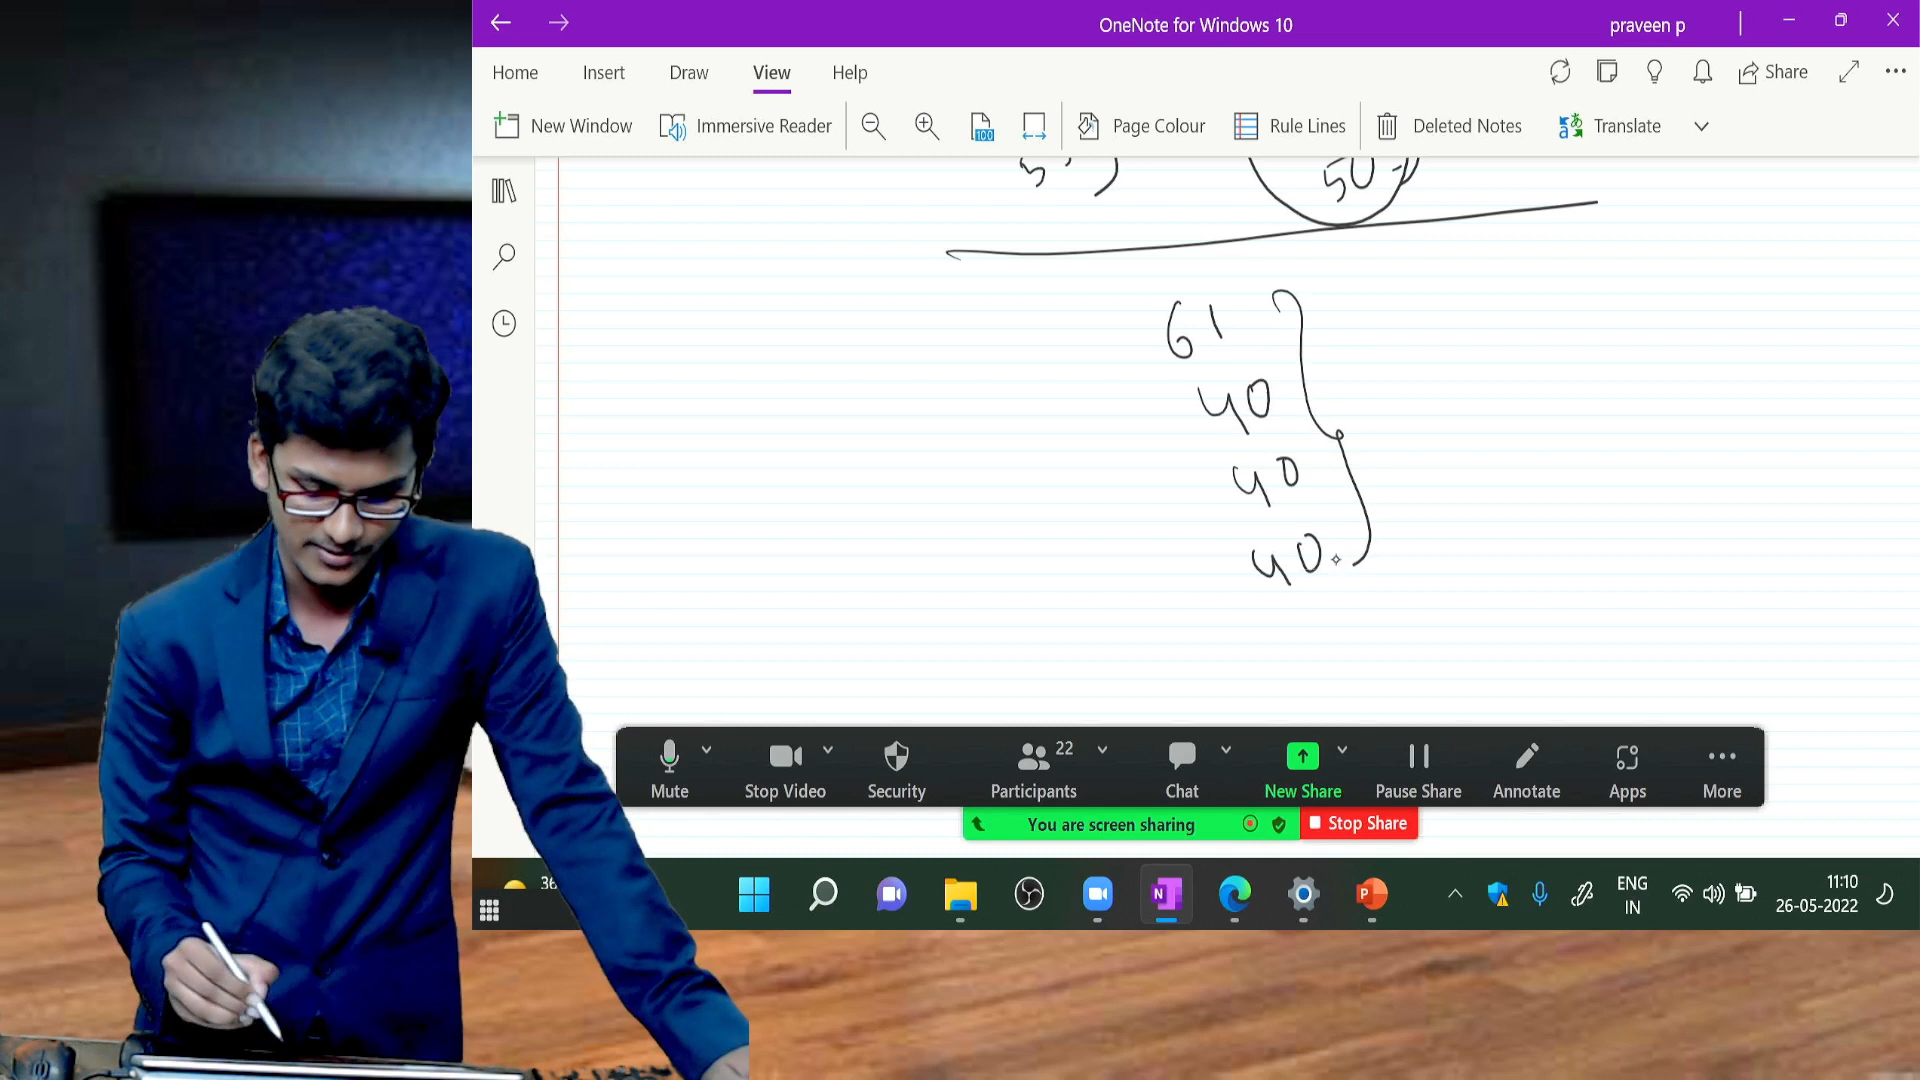 OneNote for Windows 10
praveen p
Home Insert Draw View Help
Share
New Window Immersive Reader 100 Page Colour Rule Lines Deleted Notes Translate
50
61
40
40
40.
22
Mute Stop Video Security Participants Chat New Share Pause Share Annotate Apps More
You are screen sharing Stop Share
ENG
IN
11:10
26-05-2022